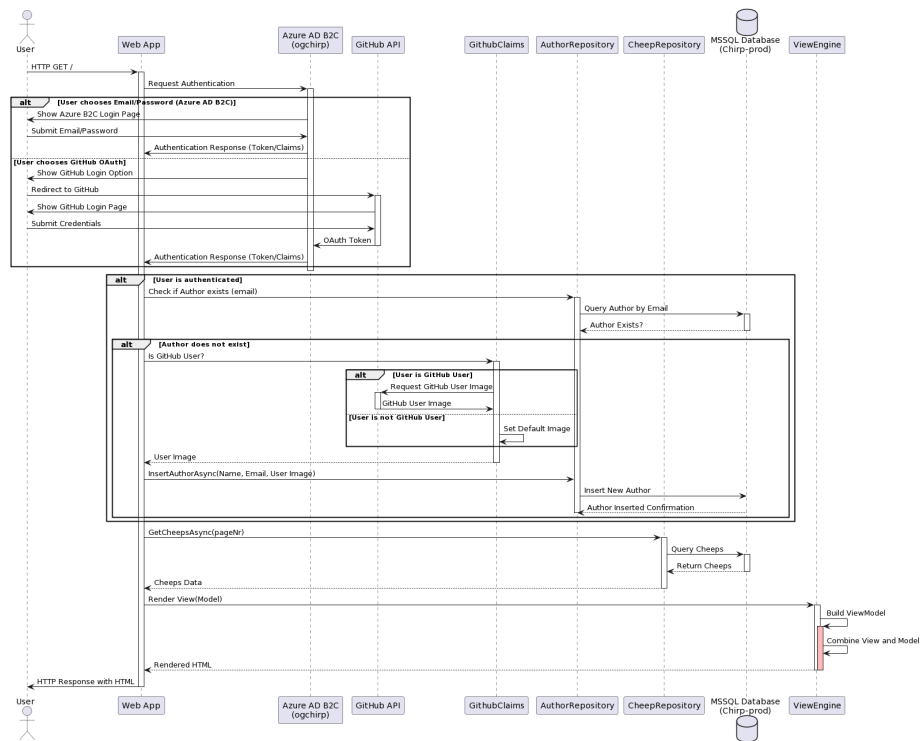 User
Web App
Azure AD B2C
(ogchirp)
GitHub API
GithubClaims
AuthorRepository
CheepRepository
MSSQL Database
(Chirp-prod)
ViewEngine
HTTP GET /
Request Authentication
alt [User chooses Email/Password (Azure AD B2C)]
Show Azure B2C Login Page
Submit Email/Password
Authentication Response (Token/Claims)
[User chooses GitHub OAuth]
Show GitHub Login Option
Redirect to GitHub
Show GitHub Login Page
Submit Credentials
OAuth Token
Authentication Response (Token/Claims)
alt [User is authenticated]
Check if Author exists (email)
Query Author by Email
Author Exists?
alt [Author does not exist]
Is GitHub User?
alt [User is GitHub User]
Request GitHub User Image
GitHub User Image
[User is not GitHub User]
Set Default Image
User Image
InsertAuthorAsync(Name, Email, User Image)
Insert New Author
Author Inserted Confirmation
GetCheepsAsync(pageNr)
Query Cheeps
Return Cheeps
Cheeps Data
Render View(Model)
Build ViewModel
Combine View and Model
Rendered HTML
HTTP Response with HTML
User
Web App
Azure AD B2C
(ogchirp)
GitHub API
GithubClaims
AuthorRepository
CheepRepository
MSSQL Database
(Chirp-prod)
ViewEngine